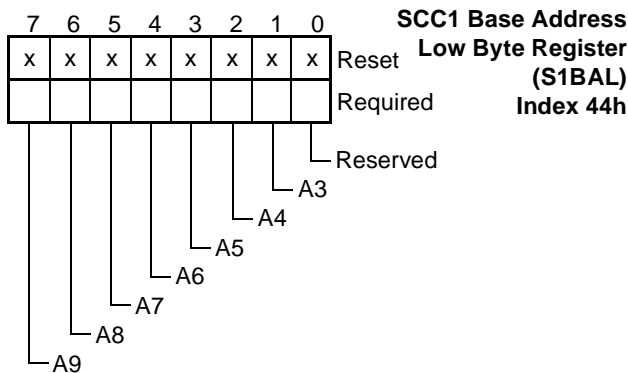 7 6 5 4 3 2 1 0
SCC1 Base Address
Low Byte Register
(S1BAL)
Index 44h
x x x x x x x x Reset
Required
Reserved
A3
A4
A5
A6
A7
A8
A9